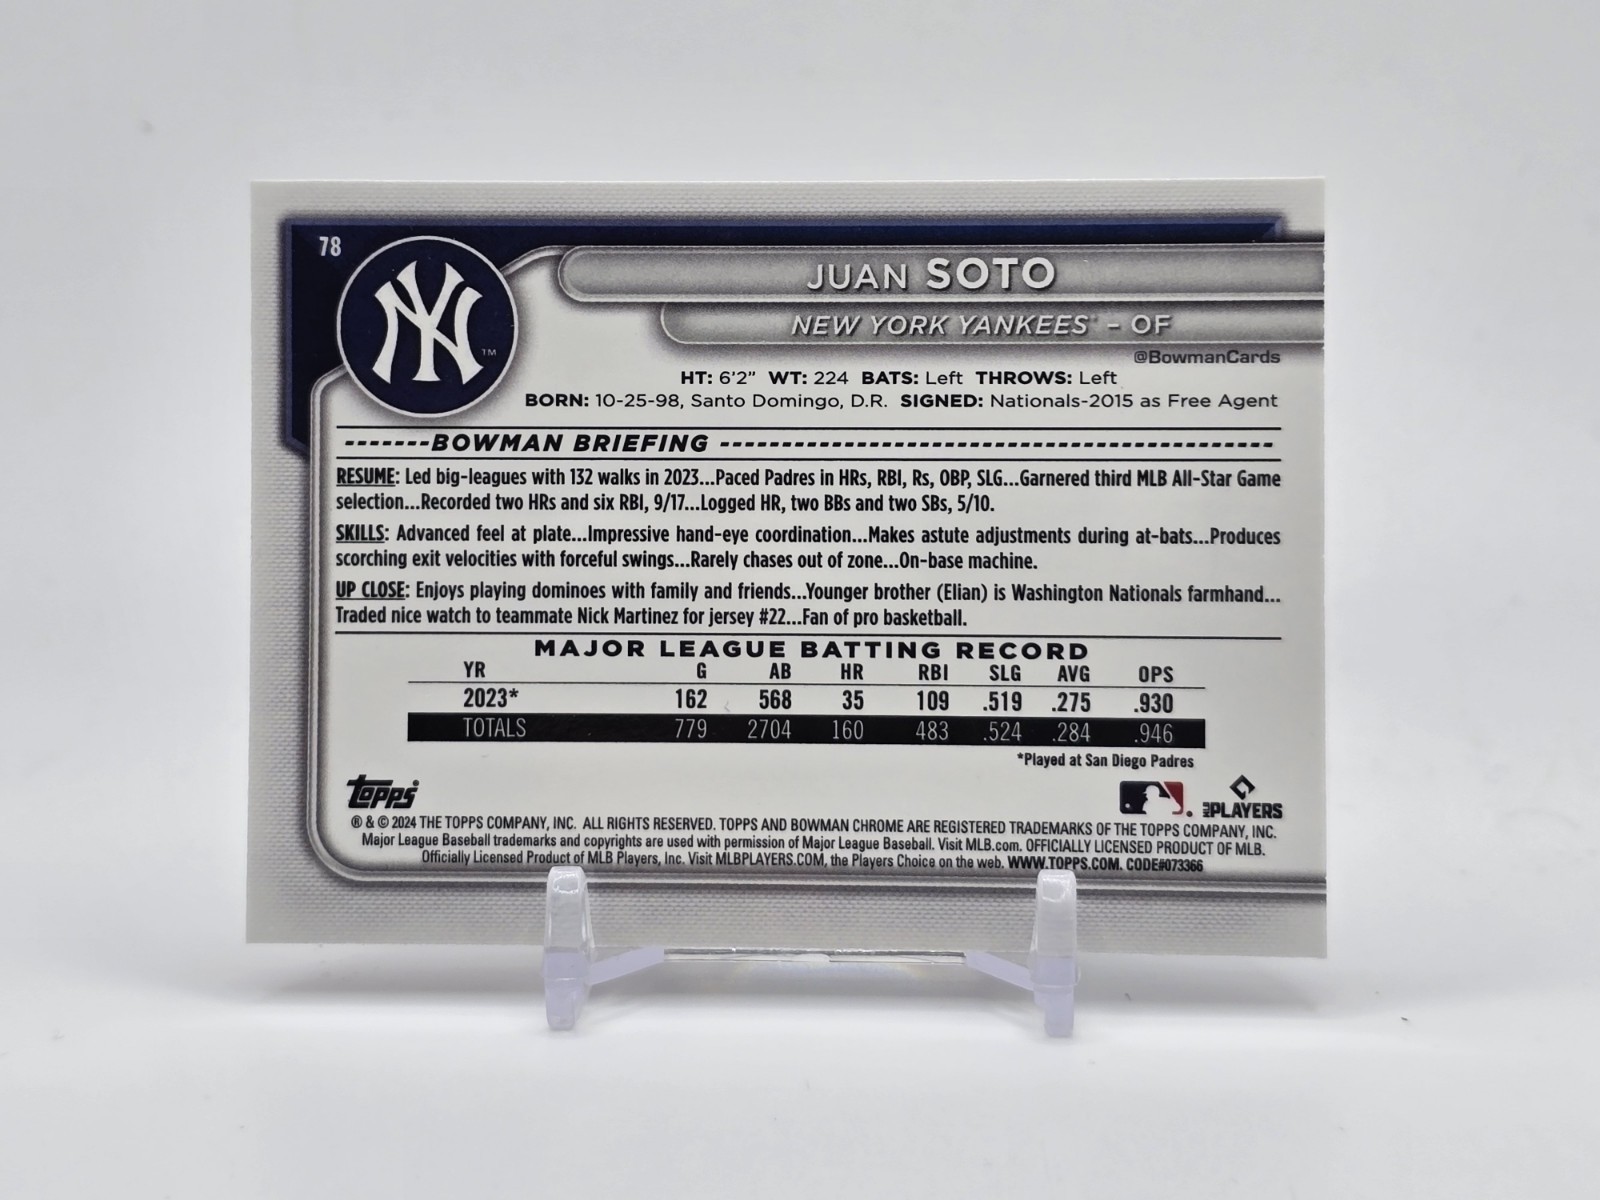 78
NY
™
JUAN SOTO
NEW YORK YANKEES® – OF
@BowmanCards
HT: 6'2" WT: 224 BATS: Left THROWS: Left
BORN: 10-25-98, Santo Domingo, D.R. SIGNED: Nationals-2015 as Free Agent
BOWMAN BRIEFING
RESUME: Led big-leagues with 132 walks in 2023...Paced Padres in HRs, RBI, Rs, OBP, SLG...Garnered third MLB All-Star Game
selection...Recorded two HRs and six RBI, 9/17...Logged HR, two BBs and two SBs, 5/10.
SKILLS: Advanced feel at plate...Impressive hand-eye coordination...Makes astute adjustments during at-bats...Produces
scorching exit velocities with forceful swings...Rarely chases out of zone...On-base machine.
UP CLOSE: Enjoys playing dominoes with family and friends...Younger brother (Elian) is Washington Nationals farmhand...
Traded nice watch to teammate Nick Martinez for jersey #22...Fan of pro basketball.
MAJOR LEAGUE BATTING RECORD
YR G AB HR RBI SLG AVG OPS
2023* 162 568 35 109 .519 .275 .930
TOTALS 779 2704 160 483 .524 .284 .946
*Played at San Diego Padres
topps®
MLB PLAYERS
® & © 2024 THE TOPPS COMPANY, INC. ALL RIGHTS RESERVED. TOPPS AND BOWMAN CHROME ARE REGISTERED TRADEMARKS OF THE TOPPS COMPANY, INC.
Major League Baseball trademarks and copyrights are used with permission of Major League Baseball. Visit MLB.com. OFFICIALLY LICENSED PRODUCT OF MLB.
Officially Licensed Product of MLB Players, Inc. Visit MLBPLAYERS.COM, the Players Choice on the web. WWW.TOPPS.COM. CODE#073366